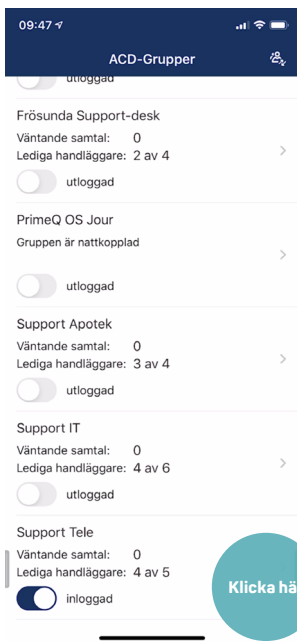 09:47
ACD-Grupper
utloggad
Frösunda Support-desk
Väntande samtal: 0
Lediga handläggare: 2 av 4
utloggad
PrimeQ OS Jour
Gruppen är nattkopplad
utloggad
Support Apotek
Väntande samtal: 0
Lediga handläggare: 3 av 4
utloggad
Support IT
Väntande samtal: 0
Lediga handläggare: 4 av 6
utloggad
Support Tele
Väntande samtal: 0
Lediga handläggare: 4 av 5
inloggad
Klicka hä